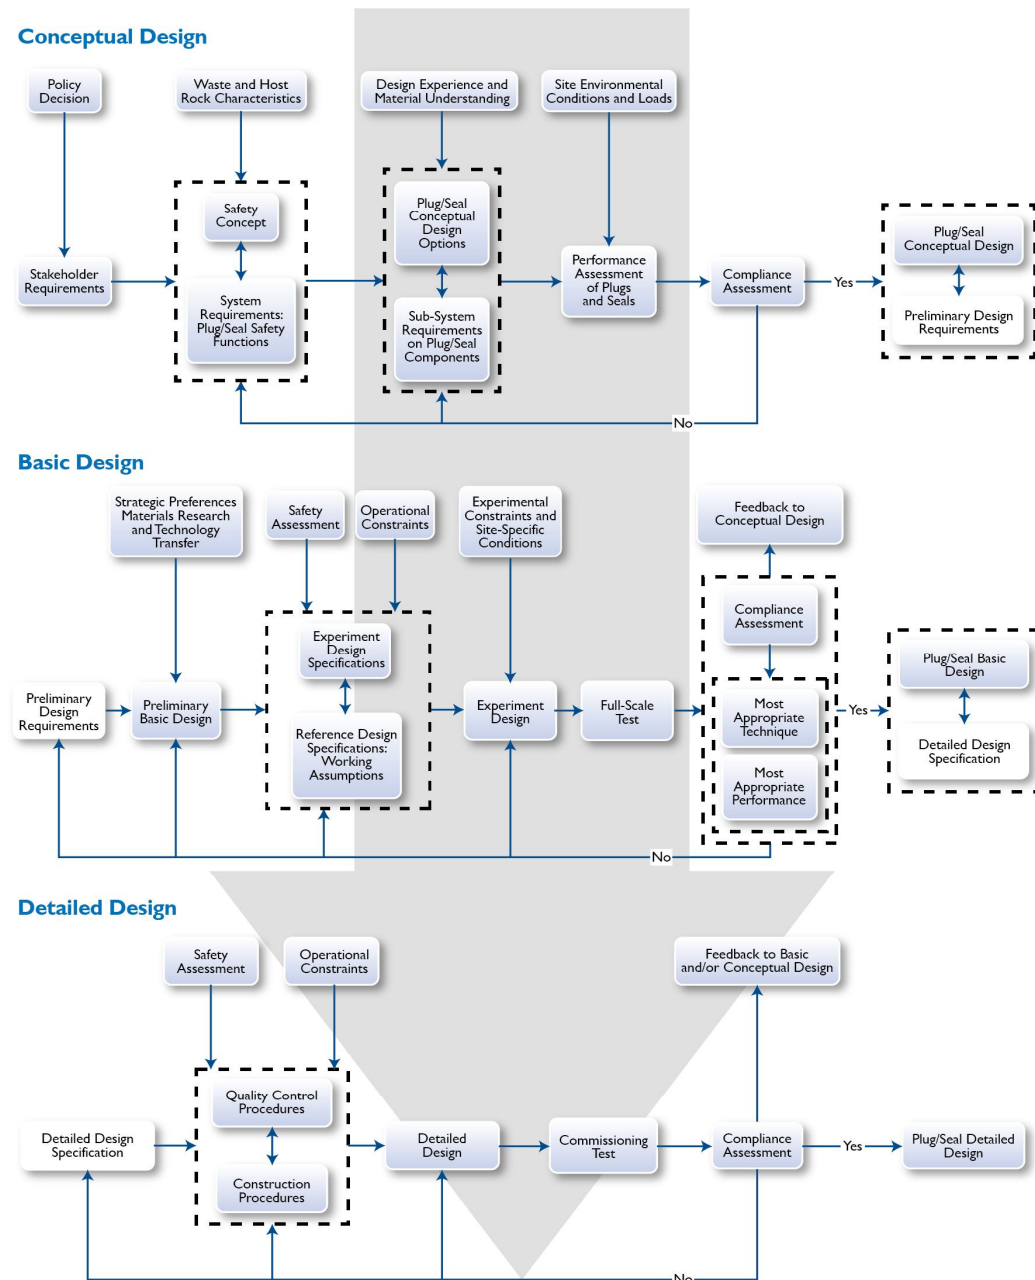 Conceptual Design
Policy
Decision
Waste and Host
Rock Characteristics
Design Experience and
Material Understanding
Site Environmental
Conditions and Loads
Safety
Concept
Plug/Seal
Conceptual
Design
Options
Plug/Seal
Conceptual Design
Stakeholder
Requirements
System
Requirements:
Plug/Seal Safety
Functions
Sub-System
Requirements
on Plug/Seal
Components
Performance
Assessment
of Plugs
and Seals
Compliance
Assessment
Yes
Preliminary Design
Requirements
No
Basic Design
Strategic Preferences
Materials Research
and Technology
Transfer
Safety
Assessment
Operational
Constraints
Experimental
Constraints and
Site-Specific
Conditions
Feedback to
Conceptual Design
Compliance
Assessment
Experiment
Design
Specifications
Plug/Seal Basic
Design
Preliminary
Design
Requirements
Preliminary
Basic Design
Reference Design
Specifications:
Working
Assumptions
Experiment
Design
Full-Scale
Test
Most
Appropriate
Technique
Most
Appropriate
Performance
Yes
Detailed Design
Specification
No
Detailed Design
Safety
Assessment
Operational
Constraints
Feedback to Basic
and/or Conceptual Design
Quality Control
Procedures
Detailed Design
Specification
Construction
Procedures
Detailed
Design
Commissioning
Test
Compliance
Assessment
Yes
Plug/Seal Detailed
Design
No